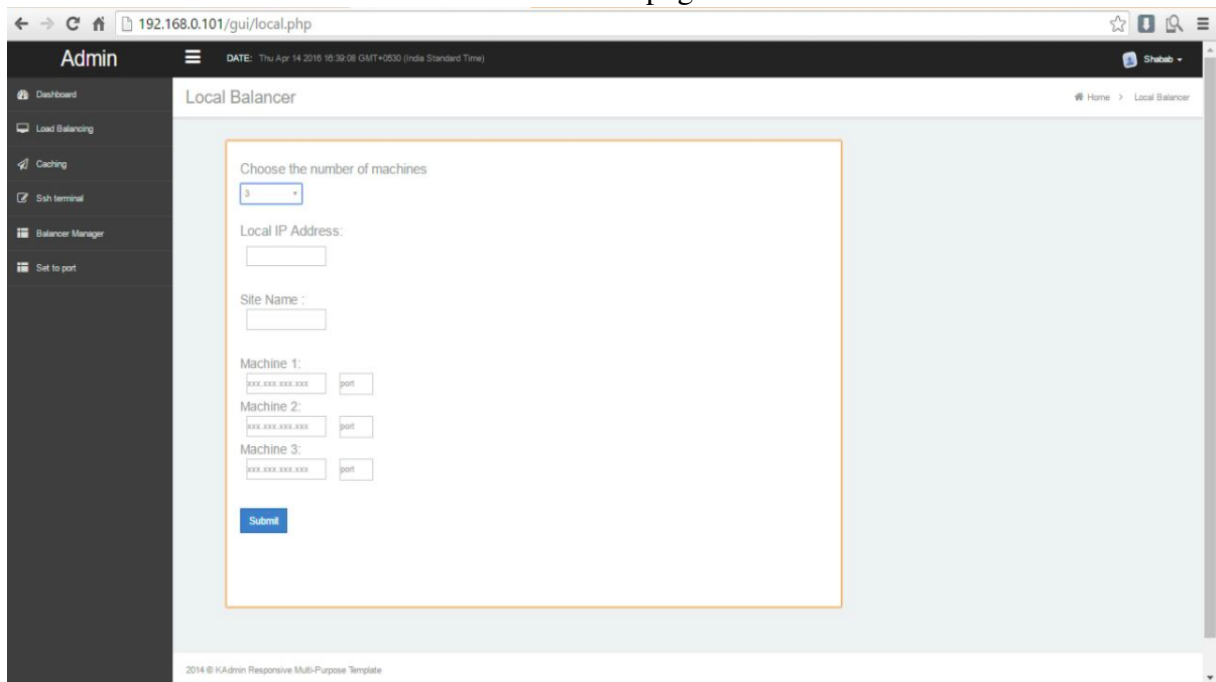 page
192.168.0.101/gui/local.php
Admin
DATE: Thu Apr 14 2016 16:39:08 GMT+0530 (India Standard Time)
Shabab
Dashboard
Local Balancer
Home > Local Balancer
Load Balancing
Caching
Ssh terminal
Balancer Manager
Set to port
Choose the number of machines
3
Local IP Address:
Site Name :
Machine 1:
xxx.xxx.xxx.xxx port
Machine 2:
xxx.xxx.xxx.xxx port
Machine 3:
xxx.xxx.xxx.xxx port
Submit
2014 © KAdmin Responsive Multi-Purpose Template